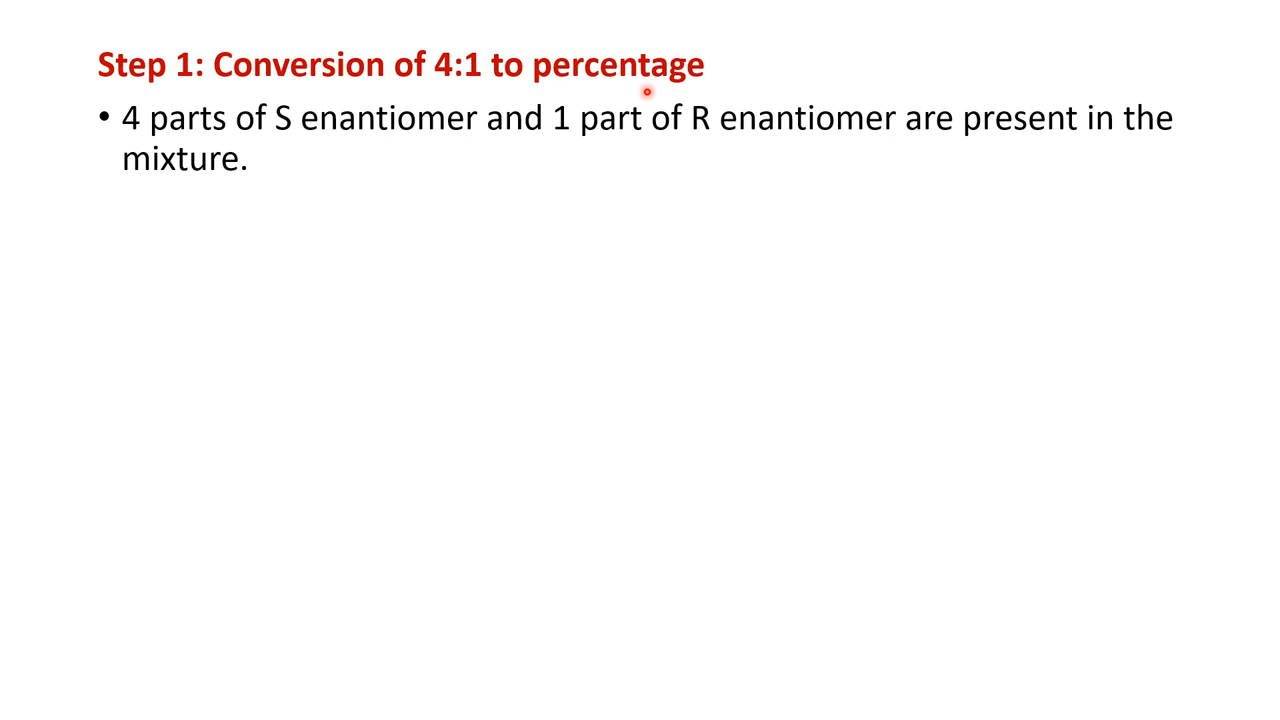 Step 1: Conversion of 4:1 to percentage
• 4 parts of S enantiomer and 1 part of R enantiomer are present in the
mixture.